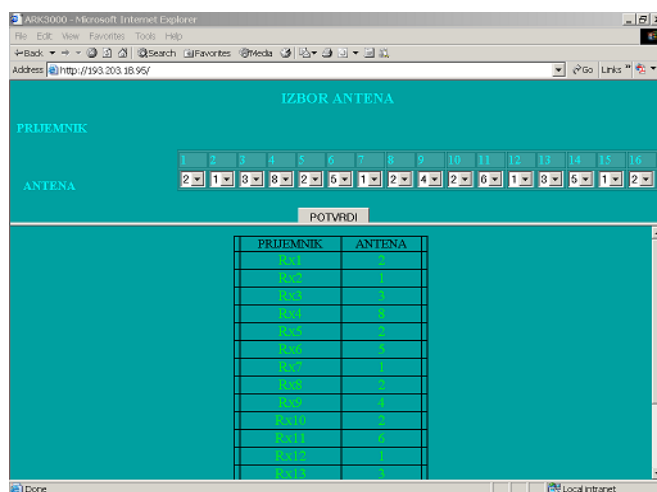 ARK3000 - Microsoft Internet Explorer
File Edit View Favorites Tools Help
Back Search Favorites Media
Address http://193.203.18.95/ Go Links »
IZBOR ANTENA
PRIJEMNIK
1 2 3 4 5 6 7 8 9 10 11 12 13 14 15 16
ANTENA 2 1 3 8 2 5 1 2 4 2 6 1 3 5 1 2
POTVRDI
PRIJEMNIK ANTENA
Rx1 2
Rx2 1
Rx3 3
Rx4 8
Rx5 2
Rx6 5
Rx7 1
Rx8 2
Rx9 4
Rx10 2
Rx11 6
Rx12 1
Rx13 3
Done Local intranet